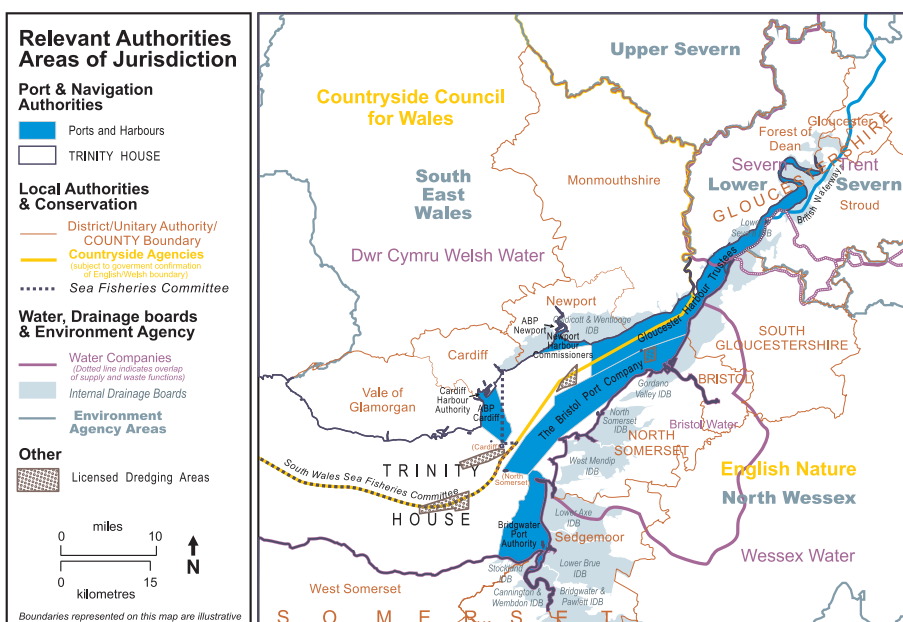 Relevant Authorities
Areas of Jurisdiction
Port & Navigation
Authorities
Ports and Harbours
TRINITY HOUSE
Local Authorities
& Conservation
District/Unitary Authority/
COUNTY Boundary
Countryside Agencies
(subject to goverment confirmation
of English/Welsh boundary)
Sea Fisheries Committee
Water, Drainage boards
& Environment Agency
Water Companies
(Dotted line indicates overlap
of supply and waste functions)
Internal Drainage Boards
Environment
Agency Areas
Other
Licensed Dredging Areas
miles
0 10
0 15
kilometres
N
Boundaries represented on this map are illustrative
Upper Severn
Countryside Council
for Wales
Gloucester
Forest of
Dean
GLOUCESTERSHIRE
Severn Trent
Lower Severn
British Waterway
Stroud
Lower
Severn IDB
South
East
Wales
Monmouthshire
Dwr Cymru Welsh Water
Gloucester Harbour Trustees
Newport
ABP
Newport
Caldicott & Wentlooge
IDB
Newport
Harbour
Commissioners
SOUTH
GLOUCESTERSHIRE
Cardiff
Vale of
Glamorgan
Cardiff
Harbour
Authority
ABP
Cardiff
The Bristol Port Company
Gordano
Valley IDB
BRISTOL
North
Somerset
IDB
Bristol Water
NORTH
SOMERSET
West Mendip
IDB
(Cardiff)
(North
Somerset)
TRINITY
HOUSE
South Wales Sea Fisheries Committee
English Nature
North Wessex
Bridgwater
Port
Authority
Lower Axe
IDB
Sedgemoor
Wessex Water
Stockland
IDB
Lower Brue
IDB
West Somerset
Cannington &
Wembdon IDB
Bridgwater &
Pawlett IDB
SOMERSET